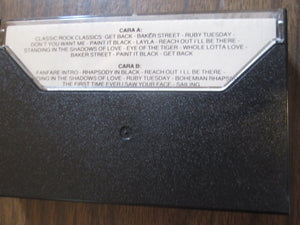 CARA A:
CLASSIC ROCK CLASSICS: GET BACK - BAKER STREET - RUBY TUESDAY -
DON'T YOU WANT ME - PAINT IT BLACK - LAYLA - REACH OUT I'LL BE THERE -
STANDING IN THE SHADOWS OF LOVE - EYE OF THE TIGER - WHOLE LOTTA LOVE -
BAKER STREET - PAINT IT BLACK - GET BACK
CARA B:
FANFARE INTRO - RHAPSODY IN BLACK - REACH OUT I'LL BE THERE -
STANDING IN THE SHADOWS OF LOVE - RUBY TUESDAY - BOHEMIAN RHAPS
THE FIRST TIME EVER I SAW YOUR FACE - SAILING